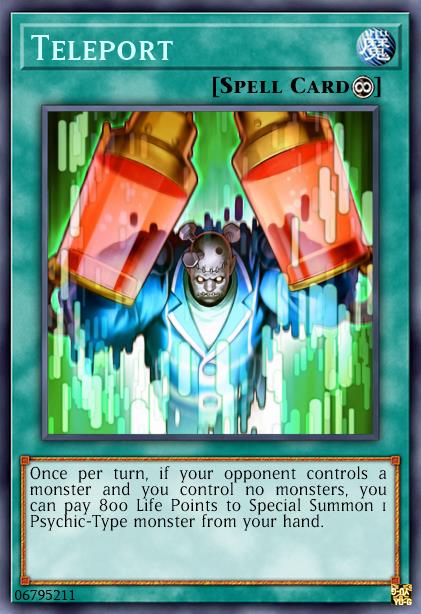 Teleport
魔
[Spell Card ]
Once per turn, if your opponent controls a
monster and you control no monsters, you
can pay 800 Life Points to Special Summon 1
Psychic-Type monster from your hand.
06795211